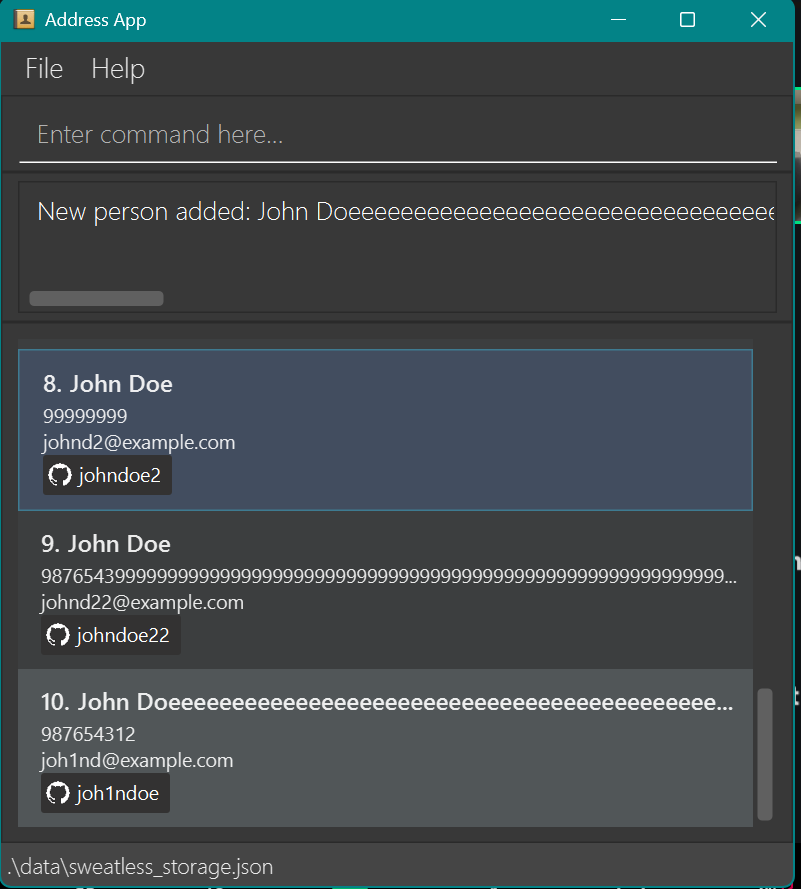 Address App
File Help
Enter command here...
New person added: John Doeeeeeeeeeeeeeeeeeeeeeeeeeeeeeeeeee
8. John Doe
99999999
johnd2@example.com
johndoe2
9. John Doe
98765439999999999999999999999999999999999999999999999999999999...
johnd22@example.com
johndoe22
10. John Doeeeeeeeeeeeeeeeeeeeeeeeeeeeeeeeeeeeeeeeeeee...
987654312
joh1nd@example.com
joh1ndoe
.\data\sweatless_storage.json